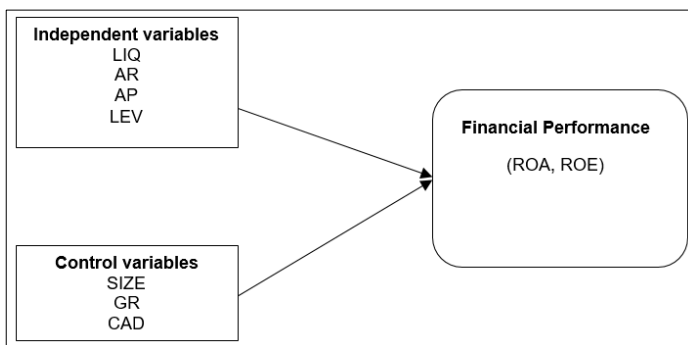 Independent variables
LIQ
AR
AP
LEV
Financial Performance
(ROA, ROE)
Control variables
SIZE
GR
CAD